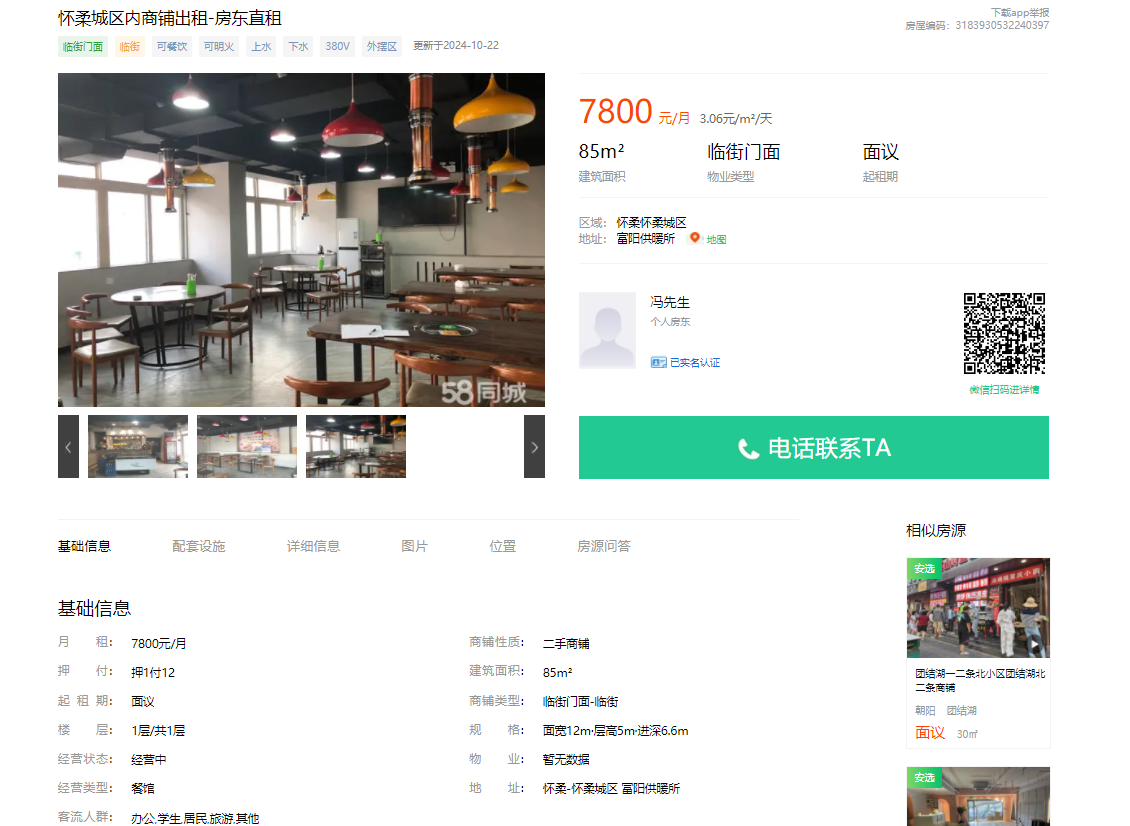 怀柔城区内商铺出租-房东直租
下载app举报
房屋编码：3183930532240397
临街门面 临街 可餐饮 可明火 上水 下水 380V 外摆区 更新于2024-10-22
7800 元/月 3.06元/m²/天
85m² 临街门面 面议
建筑面积 物业类型 起租期
区域： 怀柔怀柔城区
地址： 富阳供暖所 地图
冯先生
个人房东
已实名认证
微信扫码进详情
58同城
电话联系TA
基础信息 配套设施 详细信息 图片 位置 房源问答
基础信息
月租： 7800元/月 商铺性质： 二手商铺
押付： 押1付12 建筑面积： 85m²
起租期： 面议 商铺类型： 临街门面-临街
楼层： 1层/共1层 规格： 面宽12m·层高5m·进深6.6m
经营状态： 经营中 物业： 暂无数据
经营类型： 餐馆 地址： 怀柔-怀柔城区 富阳供暖所
客流人群： 办公,学生,居民,旅游,其他
相似房源
安选
团结湖一二条北小区团结湖北
二条商铺
朝阳 团结湖
面议 30㎡
安选